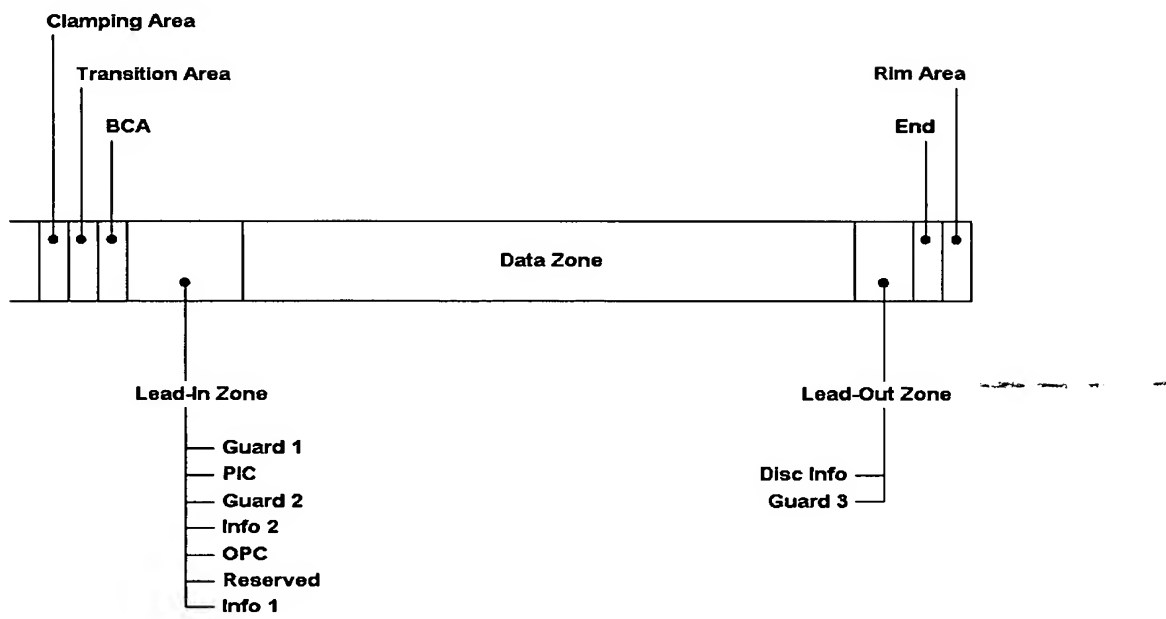 Clamping Area
Transition Area
Rim Area
BCA
End
Data Zone
Lead-In Zone
Lead-Out Zone
Guard 1
PIC
Disc Info
Guard 2
Guard 3
Info 2
OPC
Reserved
Info 1